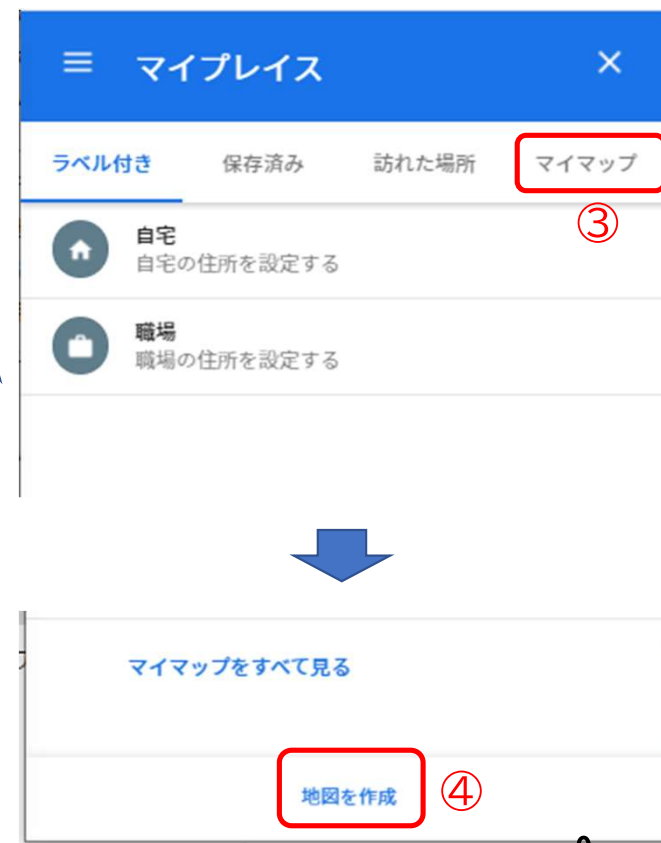 マイプレイス
ラベル付き 保存済み 訪れた場所 マイマップ
③
自宅
自宅の住所を設定する
職場
職場の住所を設定する
マイマップをすべて見る
地図を作成 ④